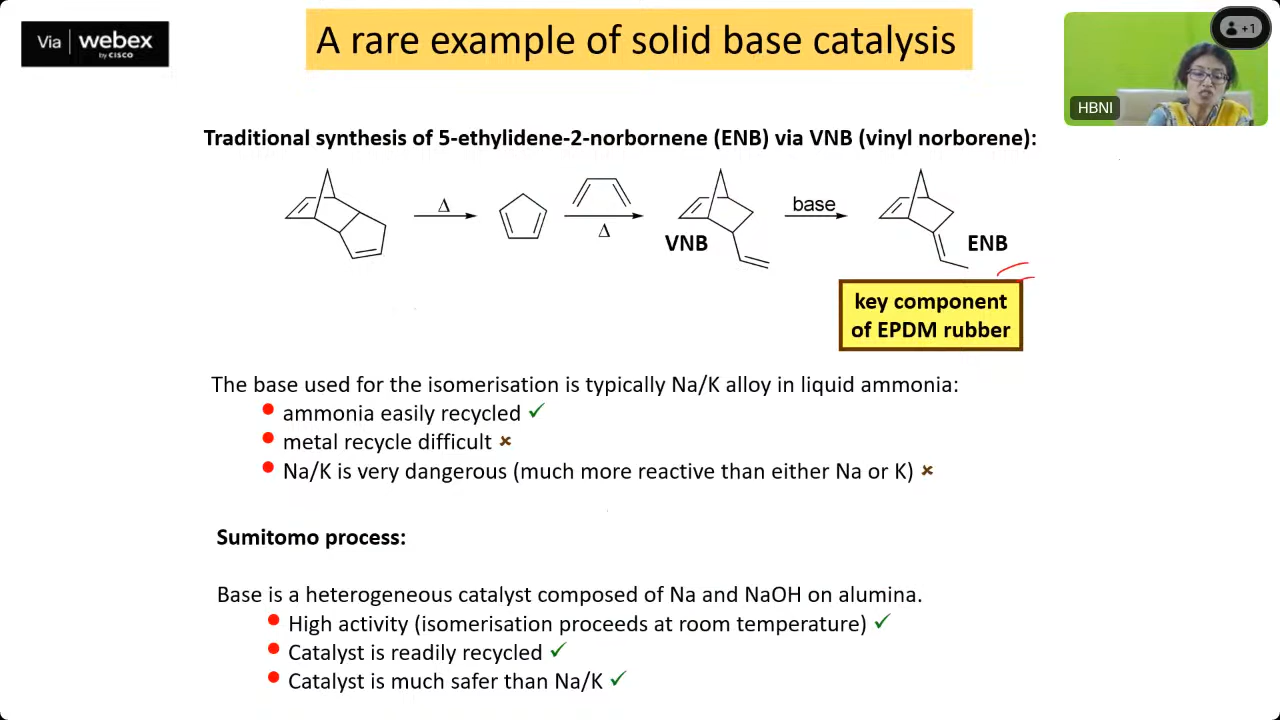 Via webex
by CISCO
A rare example of solid base catalysis
+1
HBNI
Traditional synthesis of 5-ethylidene-2-norbornene (ENB) via VNB (vinyl norborene):
Δ
Δ
VNB
base
ENB
key component
of EPDM rubber
The base used for the isomerisation is typically Na/K alloy in liquid ammonia:
• ammonia easily recycled ✓
• metal recycle difficult ×
• Na/K is very dangerous (much more reactive than either Na or K) ×
Sumitomo process:
Base is a heterogeneous catalyst composed of Na and NaOH on alumina.
• High activity (isomerisation proceeds at room temperature) ✓
• Catalyst is readily recycled ✓
• Catalyst is much safer than Na/K ✓